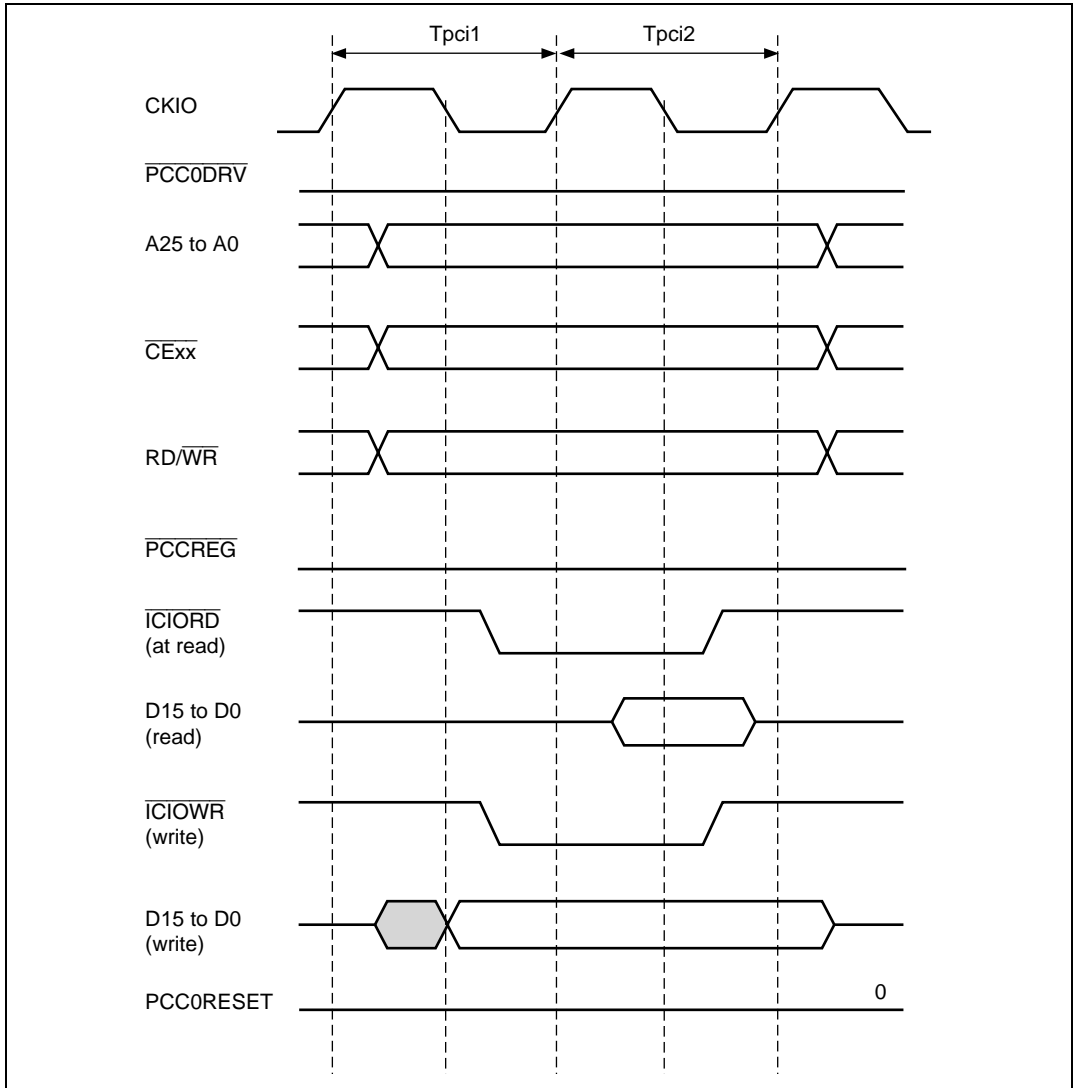 Tpci1 Tpci2
CKIO
PCC0DRV
A25 to A0
CExx
RD/WR
PCCREG
ICIORD
(at read)
D15 to D0
(read)
ICIOWR
(write)
D15 to D0
(write)
PCC0RESET 0